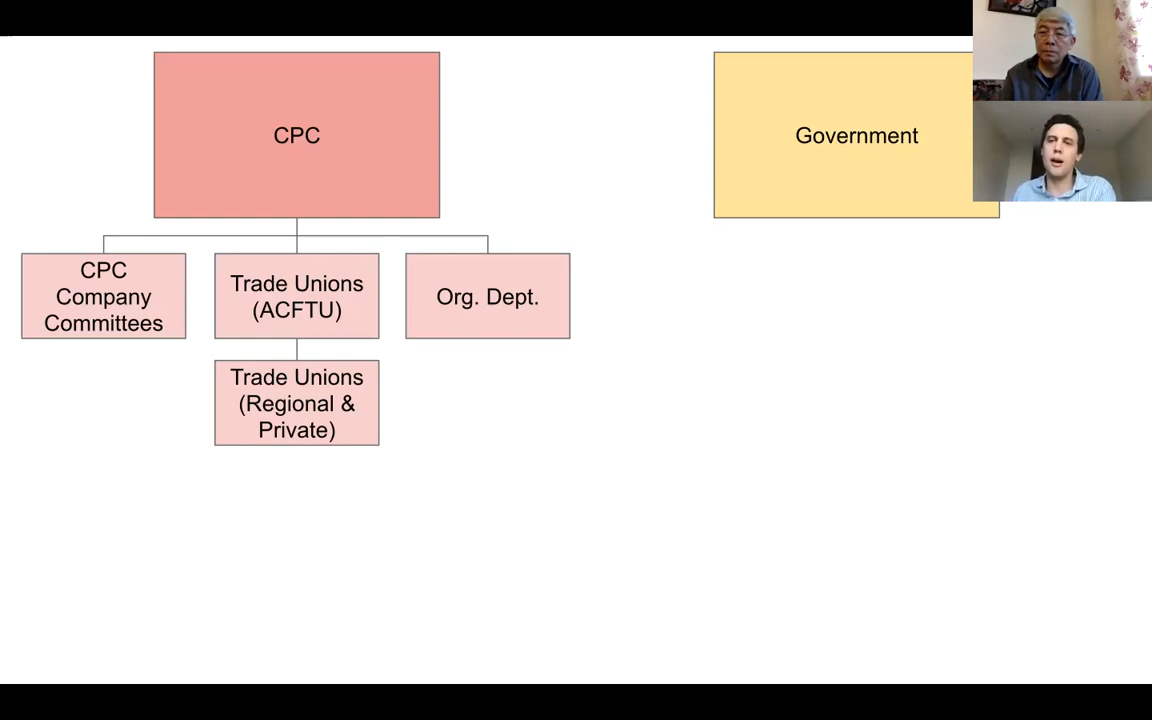 CPC
Government
CPC
Company
Committees
Trade Unions
(ACFTU)
Org. Dept.
Trade Unions
(Regional &
Private)